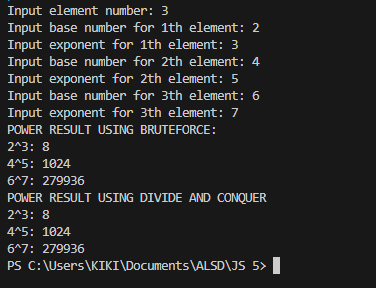 Input element number: 3
Input base number for 1th element: 2
Input exponent for 1th element: 3
Input base number for 2th element: 4
Input exponent for 2th element: 5
Input base number for 3th element: 6
Input exponent for 3th element: 7
POWER RESULT USING BRUTEFORCE:
2^3: 8
4^5: 1024
6^7: 279936
POWER RESULT USING DIVIDE AND CONQUER
2^3: 8
4^5: 1024
6^7: 279936
PS C:\Users\KIKI\Documents\ALSD\JS 5>